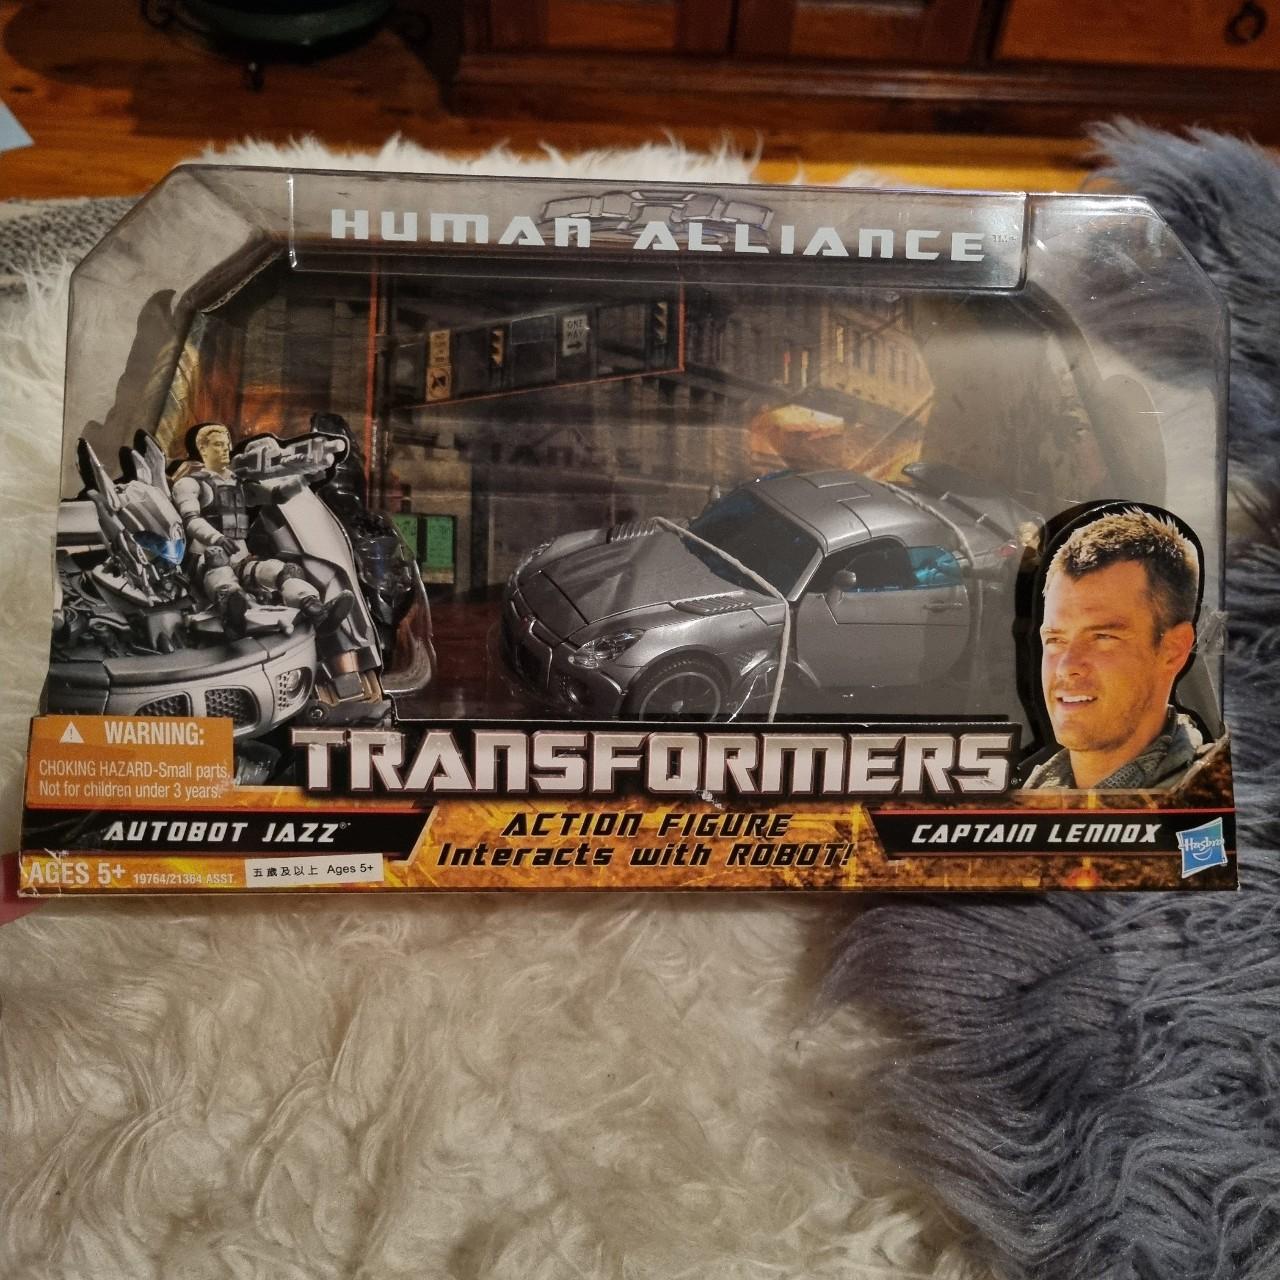 HUMAN ALLIANCE™
ONE
WAY
WARNING:
CHOKING HAZARD-Small parts.
Not for children under 3 years.
TRANSFORMERS
AUTOBOT JAZZ®
ACTION FIGURE
Interacts with ROBOT!
CAPTAIN LENNOX
Hasbro
AGES 5+
19764/21364 ASST.
五歲及以上 Ages 5+